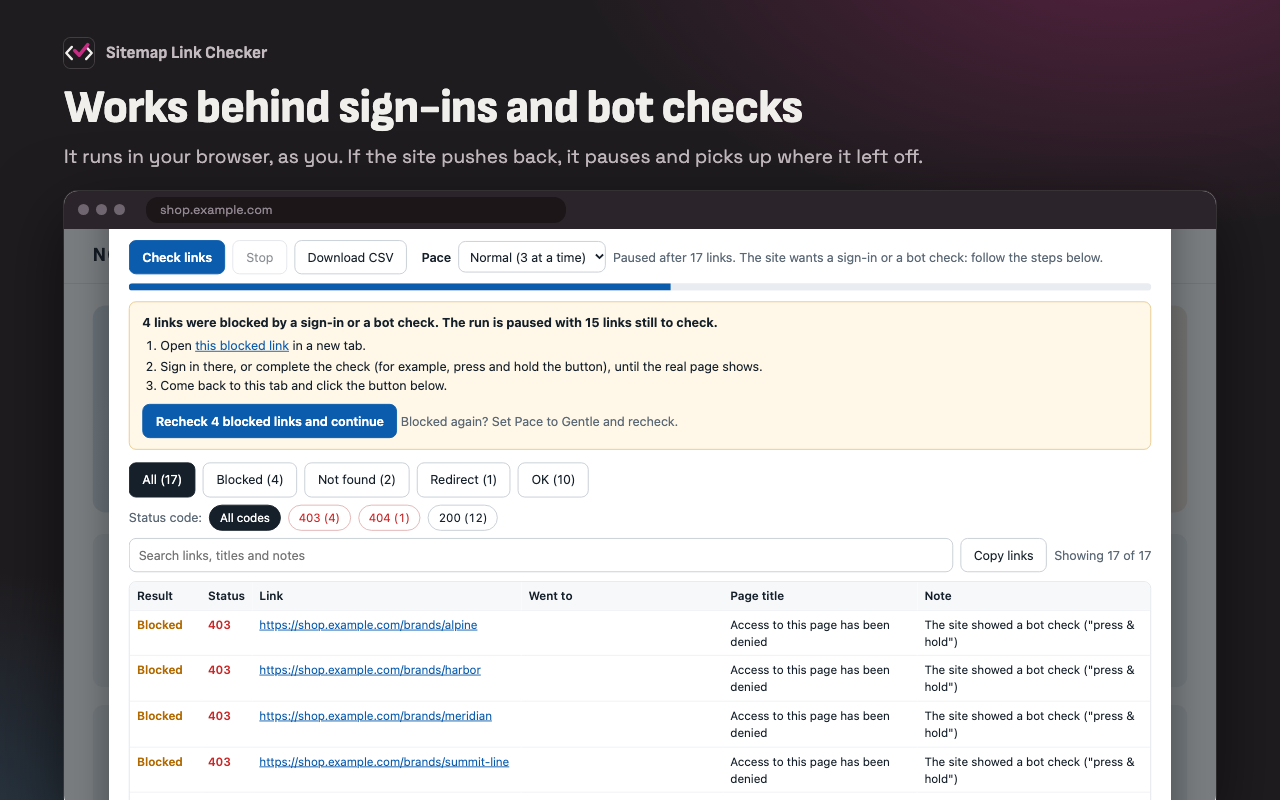 Sitemap Link Checker
Works behind sign-ins and bot checks
It runs in your browser, as you. If the site pushes back, it pauses and picks up where it left off.
shop.example.com
Check links Stop Download CSV Pace Normal (3 at a time) Paused after 17 links. The site wants a sign-in or a bot check: follow the steps below.
4 links were blocked by a sign-in or a bot check. The run is paused with 15 links still to check.
1. Open this blocked link in a new tab.
2. Sign in there, or complete the check (for example, press and hold the button), until the real page shows.
3. Come back to this tab and click the button below.
Recheck 4 blocked links and continue Blocked again? Set Pace to Gentle and recheck.
All (17) Blocked (4) Not found (2) Redirect (1) OK (10)
Status code: All codes 403 (4) 404 (1) 200 (12)
Search links, titles and notes Copy links Showing 17 of 17
Result Status Link Went to Page title Note
Blocked 403 https://shop.example.com/brands/alpine Access to this page has been denied The site showed a bot check ("press & hold")
Blocked 403 https://shop.example.com/brands/harbor Access to this page has been denied The site showed a bot check ("press & hold")
Blocked 403 https://shop.example.com/brands/meridian Access to this page has been denied The site showed a bot check ("press & hold")
Blocked 403 https://shop.example.com/brands/summit-line Access to this page has been denied The site showed a bot check ("press & hold")